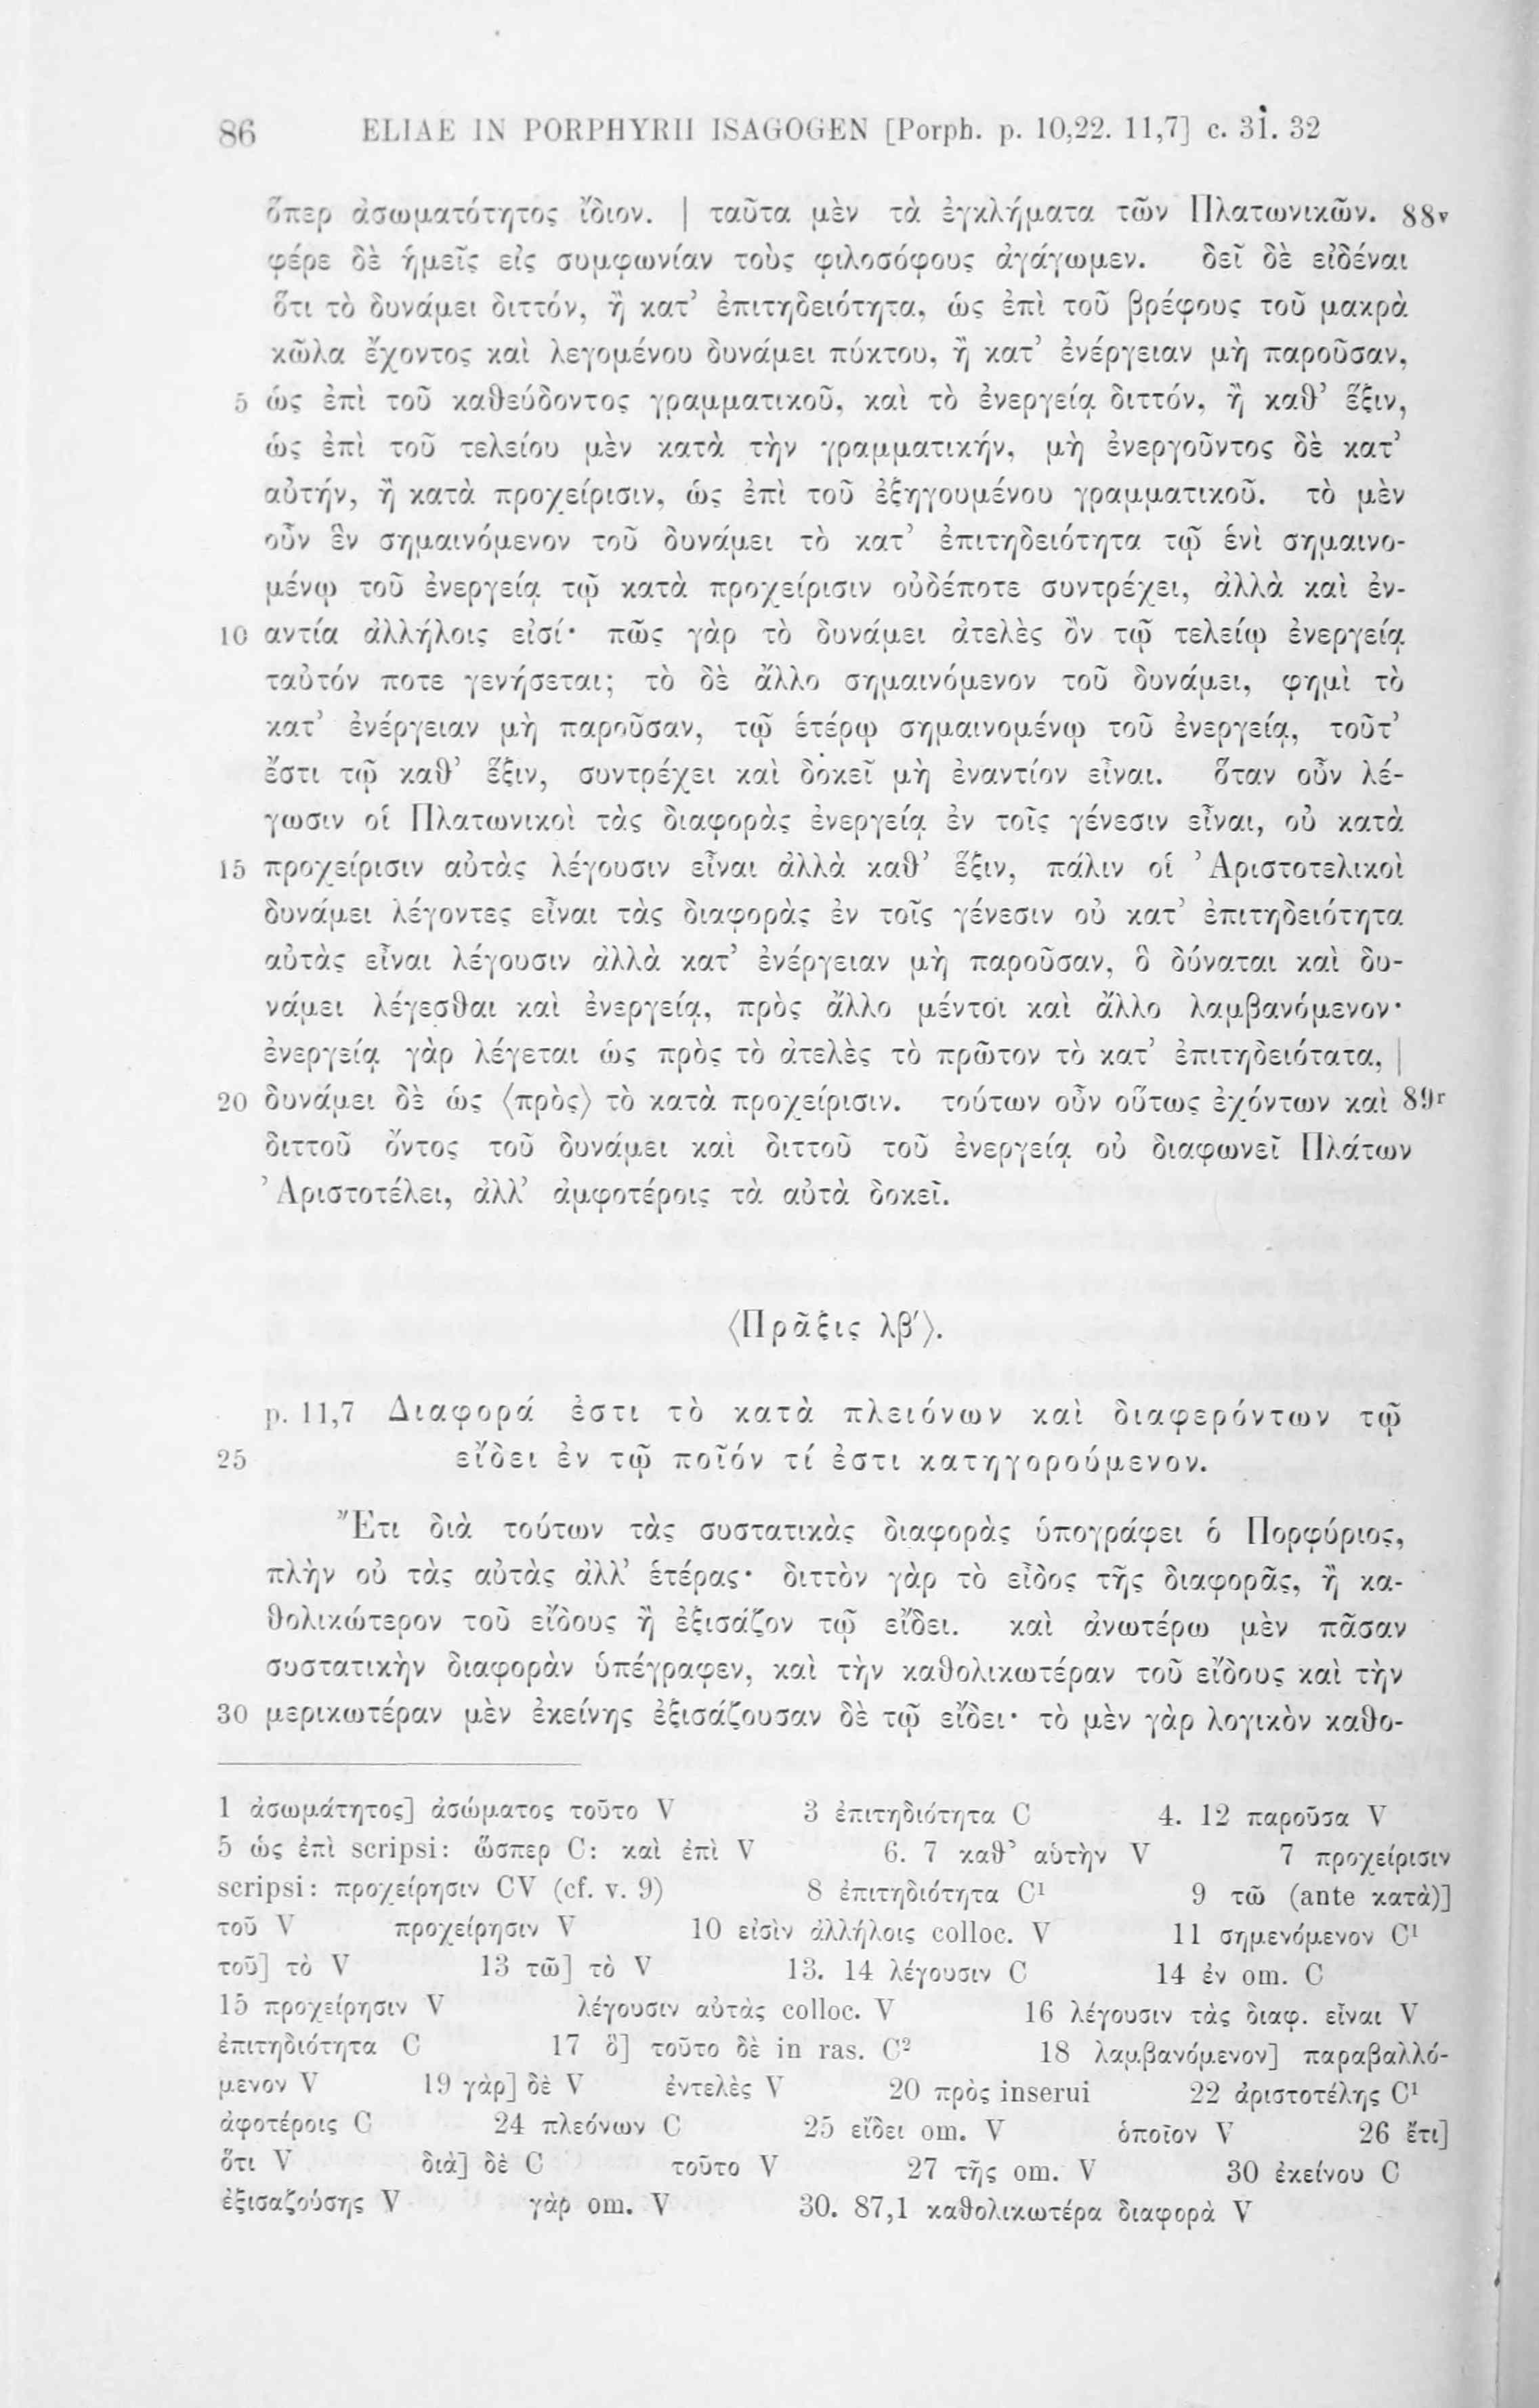 86 ELIAE IN PORPHYRII ISAGOGEN [Porph. p. 10,22. 11,7] c. 31. 32
ὅπερ ἀσωματότητος ἴδιον. | ταῦτα μὲν τὰ ἐγκλήματα τῶν Πλατωνικῶν. 88v
φέρε δὲ ἡμεῖς εἰς συμφωνίαν τοὺς φιλοσόφους ἀγάγωμεν. δεῖ δὲ εἰδέναι
ὅτι τὸ δυνάμει διττόν, ἢ κατ’ ἐπιτηδειότητα, ὡς ἐπὶ τοῦ βρέφους τοῦ μακρὰ
κῶλα ἔχοντος καὶ λεγομένου δυνάμει πύκτου, ἢ κατ’ ἐνέργειαν μὴ παροῦσαν,
5 ὡς ἐπὶ τοῦ καθεύδοντος γραμματικοῦ, καὶ τὸ ἐνεργείᾳ διττόν, ἢ καθ’ ἕξιν,
ὡς ἐπὶ τοῦ τελείου μὲν κατὰ τὴν γραμματικήν, μὴ ἐνεργοῦντος δὲ κατ’
αὐτήν, ἢ κατὰ προχείρισιν, ὡς ἐπὶ τοῦ ἐξηγουμένου γραμματικοῦ. τὸ μὲν
οὖν ἓν σημαινόμενον τοῦ δυνάμει τὸ κατ’ ἐπιτηδειότητα τῷ ἑνὶ σημαινο-
μένῳ τοῦ ἐνεργείᾳ τῷ κατὰ προχείρισιν οὐδέποτε συντρέχει, ἀλλὰ καὶ ἐν-
10 αντία ἀλλήλοις εἰσί· πῶς γὰρ τὸ δυνάμει ἀτελὲς ὂν τῷ τελείῳ ἐνεργείᾳ
ταὐτόν ποτε γενήσεται; τὸ δὲ ἄλλο σημαινόμενον τοῦ δυνάμει, φημὶ τὸ
κατ’ ἐνέργειαν μὴ παροῦσαν, τῷ ἑτέρῳ σημαινομένῳ τοῦ ἐνεργείᾳ, τοῦτ’
ἔστι τῷ καθ’ ἕξιν, συντρέχει καὶ δοκεῖ μὴ ἐναντίον εἶναι. ὅταν οὖν λέ-
γωσιν οἱ Πλατωνικοὶ τὰς διαφορὰς ἐνεργείᾳ ἐν τοῖς γένεσιν εἶναι, οὐ κατὰ
15 προχείρισιν αὐτὰς λέγουσιν εἶναι ἀλλὰ καθ’ ἕξιν, πάλιν οἱ Ἀριστοτελικοὶ
δυνάμει λέγοντες εἶναι τὰς διαφορὰς ἐν τοῖς γένεσιν οὐ κατ’ ἐπιτηδειότητα
αὐτὰς εἶναι λέγουσιν ἀλλὰ κατ’ ἐνέργειαν μὴ παροῦσαν, ὃ δύναται καὶ δυ-
νάμει λέγεσθαι καὶ ἐνεργείᾳ, πρὸς ἄλλο μέντοι καὶ ἄλλο λαμβανόμενον·
ἐνεργείᾳ γὰρ λέγεται ὡς πρὸς τὸ ἀτελὲς τὸ πρῶτον τὸ κατ’ ἐπιτηδειότατα, |
20 δυνάμει δὲ ὡς ⟨πρὸς⟩ τὸ κατὰ προχείρισιν. τούτων οὖν οὕτως ἐχόντων καὶ 89r
διττοῦ ὄντος τοῦ δυνάμει καὶ διττοῦ τοῦ ἐνεργείᾳ οὐ διαφωνεῖ Πλάτων
Ἀριστοτέλει, ἀλλ’ ἀμφοτέροις τὰ αὐτὰ δοκεῖ.
⟨Πρᾶξις λβ′⟩.
p. 11,7 Διαφορά ἐστι τὸ κατὰ πλειόνων καὶ διαφερόντων τῷ
25 εἴδει ἐν τῷ ποῖόν τί ἐστι κατηγορούμενον.
Ἔτι διὰ τούτων τὰς συστατικὰς διαφορὰς ὑπογράφει ὁ Πορφύριος,
πλὴν οὐ τὰς αὐτὰς ἀλλ’ ἑτέρας· διττὸν γὰρ τὸ εἶδος τῆς διαφορᾶς, ἢ κα-
θολικώτερον τοῦ εἴδους ἢ ἐξισάζον τῷ εἴδει. καὶ ἀνωτέρω μὲν πᾶσαν
συστατικὴν διαφορὰν ὑπέγραφεν, καὶ τὴν καθολικωτέραν τοῦ εἴδους καὶ τὴν
30 μερικωτέραν μὲν ἐκείνης ἐξισάζουσαν δὲ τῷ εἴδει· τὸ μὲν γὰρ λογικὸν καθο-
1 ἀσωμάτητος] ἀσώματος τοῦτο V 3 ἐπιτηδιότητα C 4. 12 παροῦσα V
5 ὡς ἐπὶ scripsi: ὥσπερ C: καὶ ἐπὶ V 6. 7 καθ’ αὑτὴν V 7 προχείρισιν
scripsi: προχείρησιν CV (cf. v. 9) 8 ἐπιτηδιότητα C¹ 9 τῶ (ante κατὰ)]
τοῦ V προχείρησιν V 10 εἰσὶν ἀλλήλοις colloc. V 11 σημενόμενον C¹
τοῦ] τὸ V 13 τῶ] τὸ V 13. 14 λέγουσιν C 14 ἐν om. C
15 προχείρησιν V λέγουσιν αὐτὰς colloc. V 16 λέγουσιν τὰς διαφ. εἶναι V
ἐπιτηδιότητα C 17 ὃ] τοῦτο δὲ in ras. C² 18 λαμβανόμενον] παραβαλλό-
μενον V 19 γὰρ] δὲ V ἐντελὲς V 20 πρὸς inserui 22 ἀριστοτέλης C¹
ἀφοτέροις C 24 πλεόνων C 25 εἴδει om. V ὁποῖον V 26 ἔτι]
ὅτι V διὰ] δὲ C τοῦτο V 27 τῆς om. V 30 ἐκείνου C
ἐξισαζούσης V γὰρ om. V 30. 87,1 καθολικωτέρα διαφορὰ V